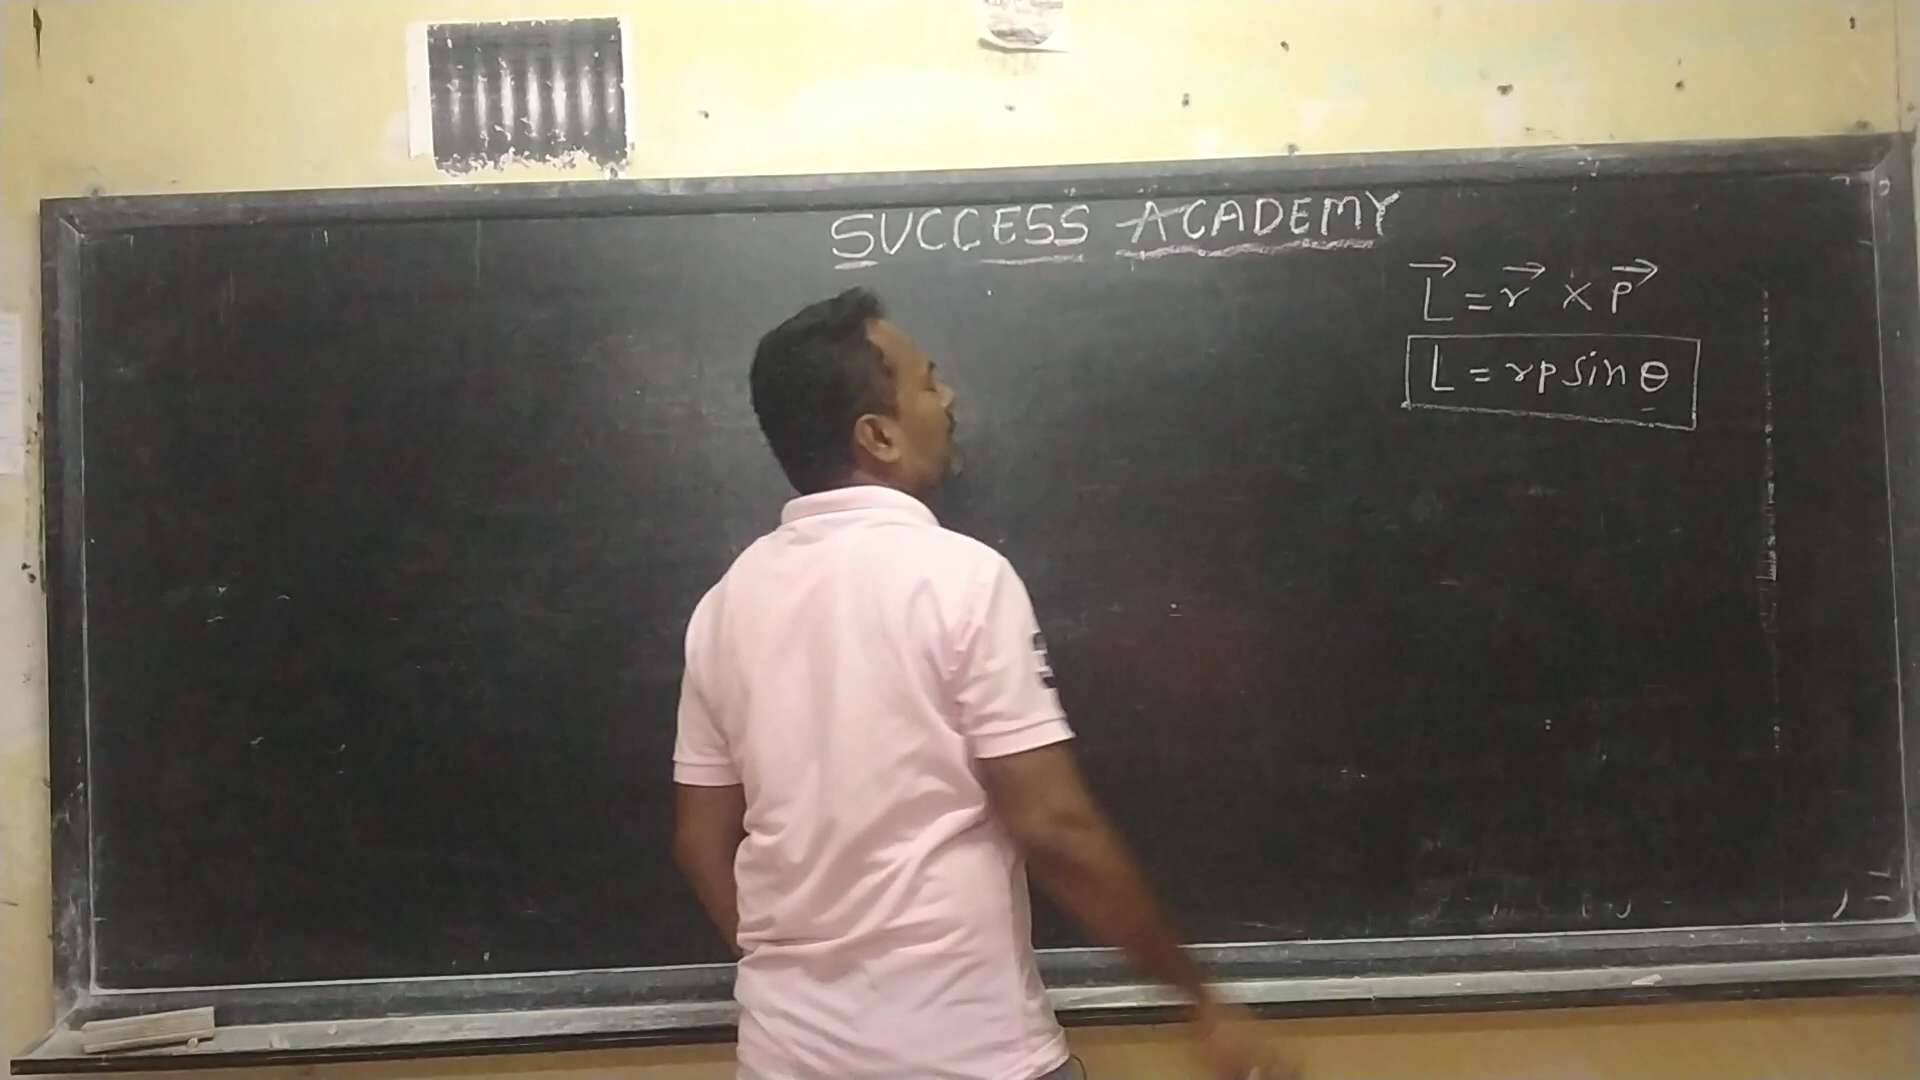 SUCCESS ACADEMY
L⃗ = r⃗ × p⃗
L = rp sin θ